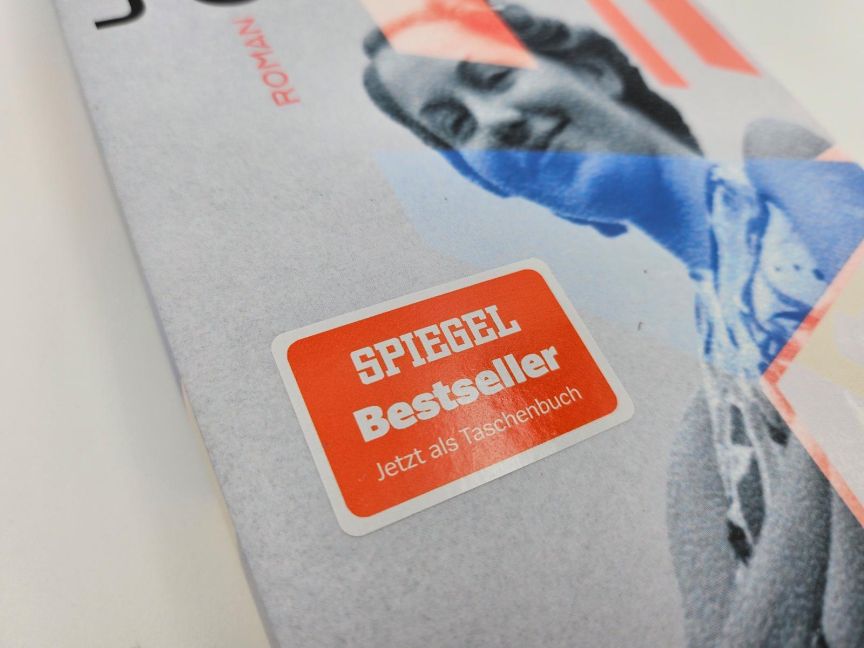 ROMAN
SPIEGEL
Bestseller
Jetzt als Taschenbuch